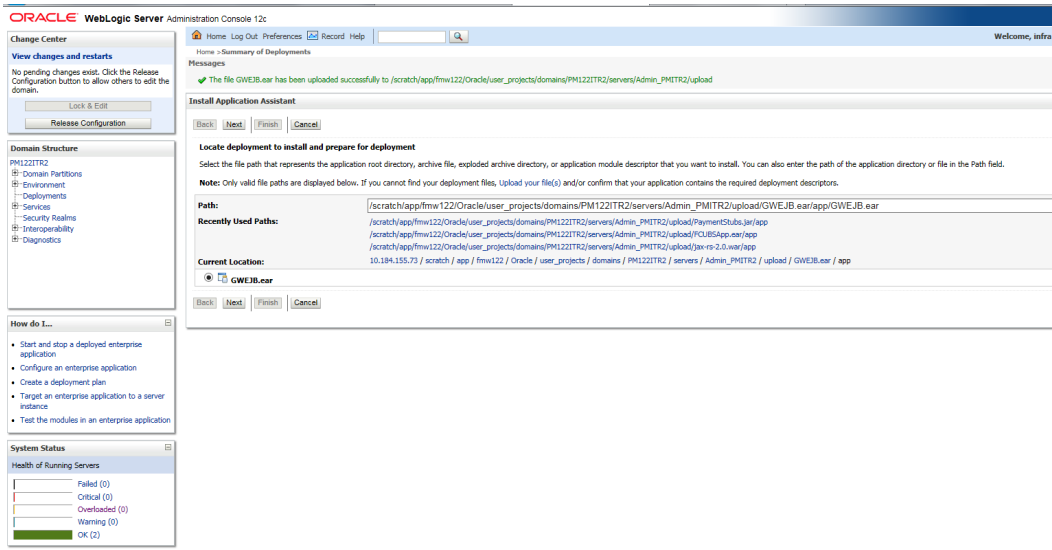 ORACLE WebLogic Server Administration Console 12c
Change Center
View changes and restarts
No pending changes exist. Click the Release
Configuration button to allow others to edit the
domain.
Lock & Edit
Release Configuration
Domain Structure
PM122ITR2
Domain Partitions
Environment
Deployments
Services
Security Realms
Interoperability
Diagnostics
How do I...
Start and stop a deployed enterprise
application
Configure an enterprise application
Create a deployment plan
Target an enterprise application to a server
instance
Test the modules in an enterprise application
System Status
Health of Running Servers
Failed (0)
Critical (0)
Overloaded (0)
Warning (0)
OK (2)
Home Log Out Preferences Record Help
Welcome, infra
Home >Summary of Deployments
Messages
The file GWEJB.ear has been uploaded successfully to /scratch/app/fmw122/Oracle/user_projects/domains/PM122ITR2/servers/Admin_PMITR2/upload
Install Application Assistant
Back Next Finish Cancel
Locate deployment to install and prepare for deployment
Select the file path that represents the application root directory, archive file, exploded archive directory, or application module descriptor that you want to install. You can also enter the path of the application directory or file in the Path field.
Note: Only valid file paths are displayed below. If you cannot find your deployment files, Upload your file(s) and/or confirm that your application contains the required deployment descriptors.
Path: /scratch/app/fmw122/Oracle/user_projects/domains/PM122ITR2/servers/Admin_PMITR2/upload/GWEJB.ear/app/GWEJB.ear
Recently Used Paths: /scratch/app/fmw122/Oracle/user_projects/domains/PM122ITR2/servers/Admin_PMITR2/upload/PaymentStubs.jar/app
/scratch/app/fmw122/Oracle/user_projects/domains/PM122ITR2/servers/Admin_PMITR2/upload/FCUBSApp.ear/app
/scratch/app/fmw122/Oracle/user_projects/domains/PM122ITR2/servers/Admin_PMITR2/upload/jax-rs-2.0.war/app
Current Location: 10.184.155.73 / scratch / app / fmw122 / Oracle / user_projects / domains / PM122ITR2 / servers / Admin_PMITR2 / upload / GWEJB.ear / app
GWEJB.ear
Back Next Finish Cancel